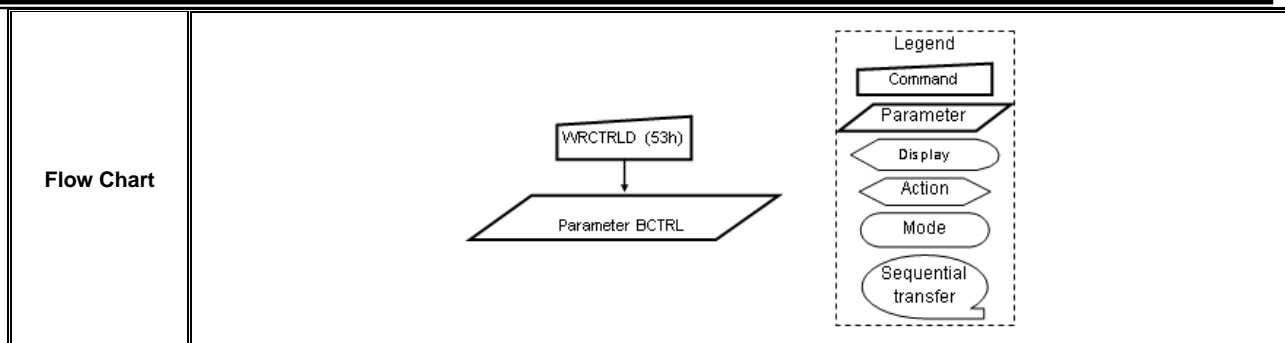 Flow Chart
WRCTRLD (53h)
Parameter BCTRL
Legend
Command
Parameter
Display
Action
Mode
Sequential
transfer